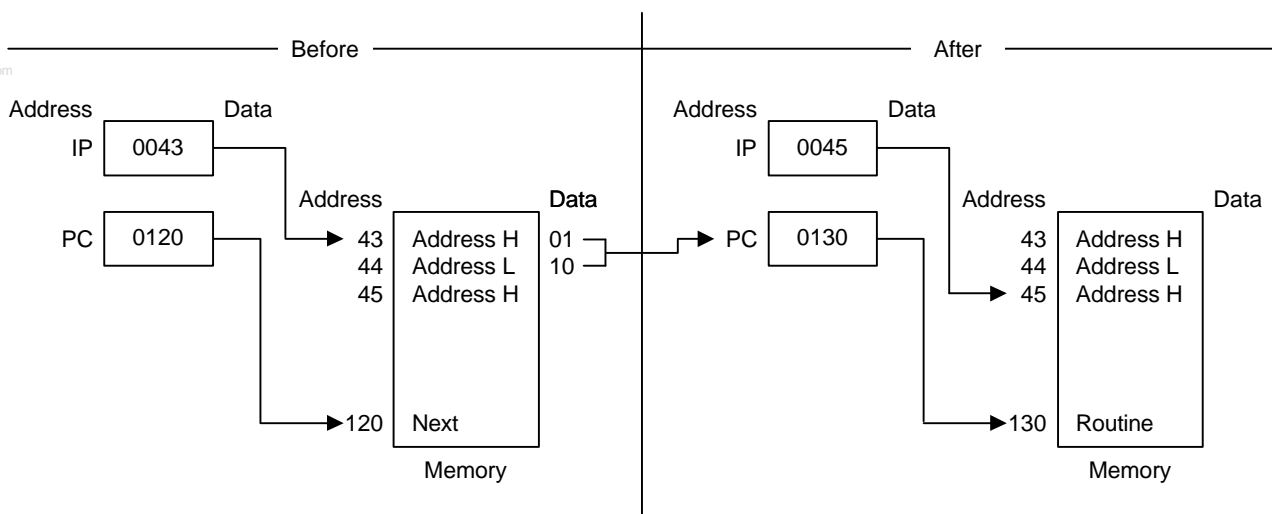 Before
After
om
Address
Data
IP
0043
Address
Data
PC
0120
43
Address H
01
44
Address L
10
45
Address H
120
Next
Memory
Address
Data
IP
0045
Address
Data
PC
0130
43
Address H
44
Address L
45
Address H
130
Routine
Memory